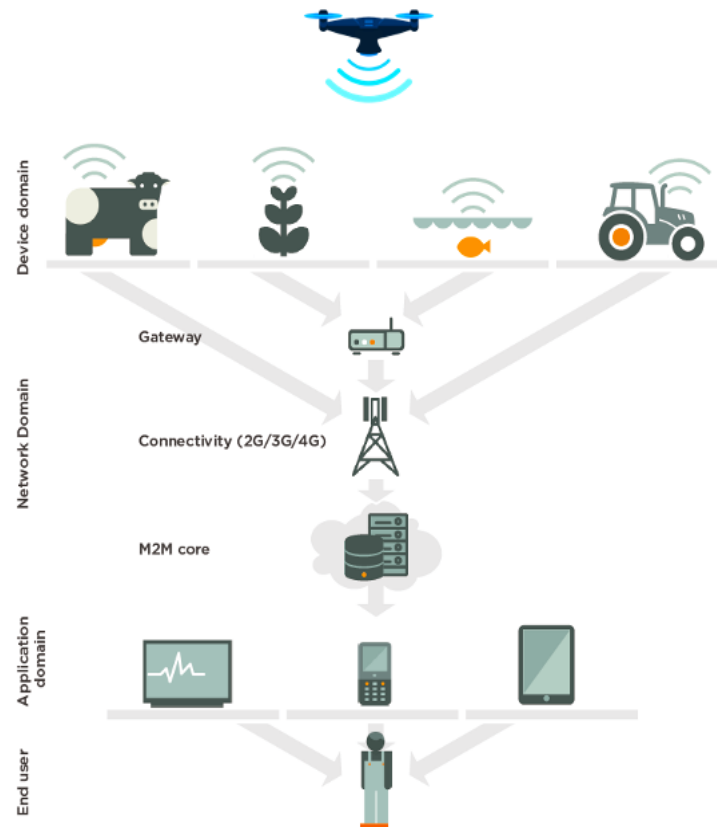 Device domain
Gateway
Network Domain
Connectivity (2G/3G/4G)
M2M core
Application
domain
End user